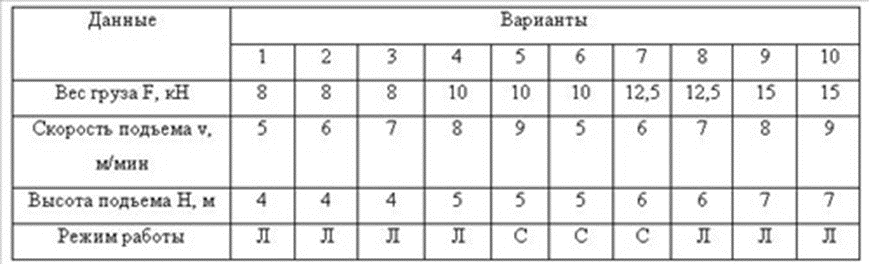 Данные Варианты
1 2 3 4 5 6 7 8 9 10
Вес груза F, кН 8 8 8 10 10 10 12,5 12,5 15 15
Скорость подъема v, 5 6 7 8 9 5 6 7 8 9
м/мин
Высота подъема H, м 4 4 4 5 5 5 6 6 7 7
Режим работы Л Л Л Л С С С Л Л Л